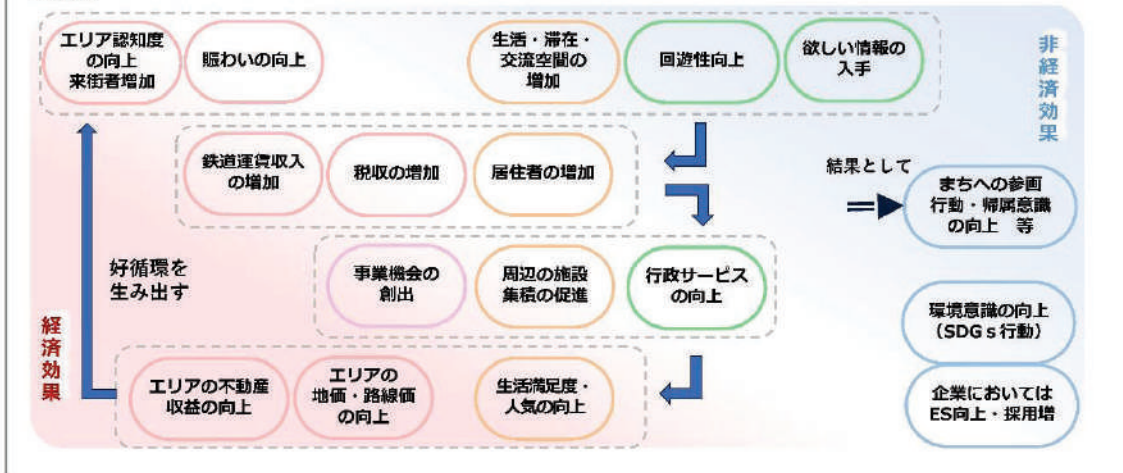 エリア認知度
の向上
来街者増加
賑わいの向上
生活・滞在・
交流空間の
増加
回遊性向上
欲しい情報の
入手
非経済効果
鉄道運賃収入
の増加
税収の増加
居住者の増加
結果として
まちへの参画
行動・帰属意識
の向上 等
好循環を
生み出す
事業機会の
創出
周辺の施設
集積の促進
行政サービス
の向上
環境意識の向上
(SDGs行動)
経済効果
エリアの不動産
収益の向上
エリアの
地価・路線価
の向上
生活満足度・
人気の向上
企業においては
ES向上・採用増